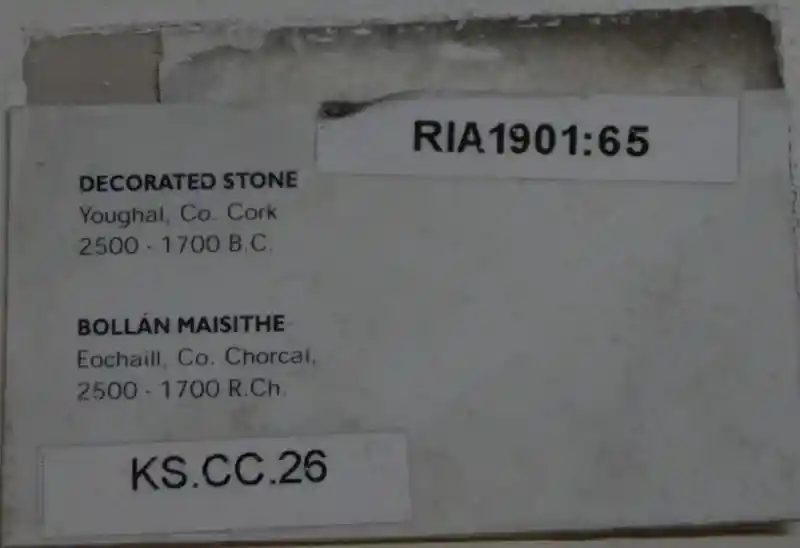 RIA1901:65
DECORATED STONE
Youghal, Co. Cork
2500 - 1700 B.C.
BOLLÁN MAISITHE
Eochaill, Co. Chorcaí,
2500 - 1700 R.Ch.
KS.CC.26